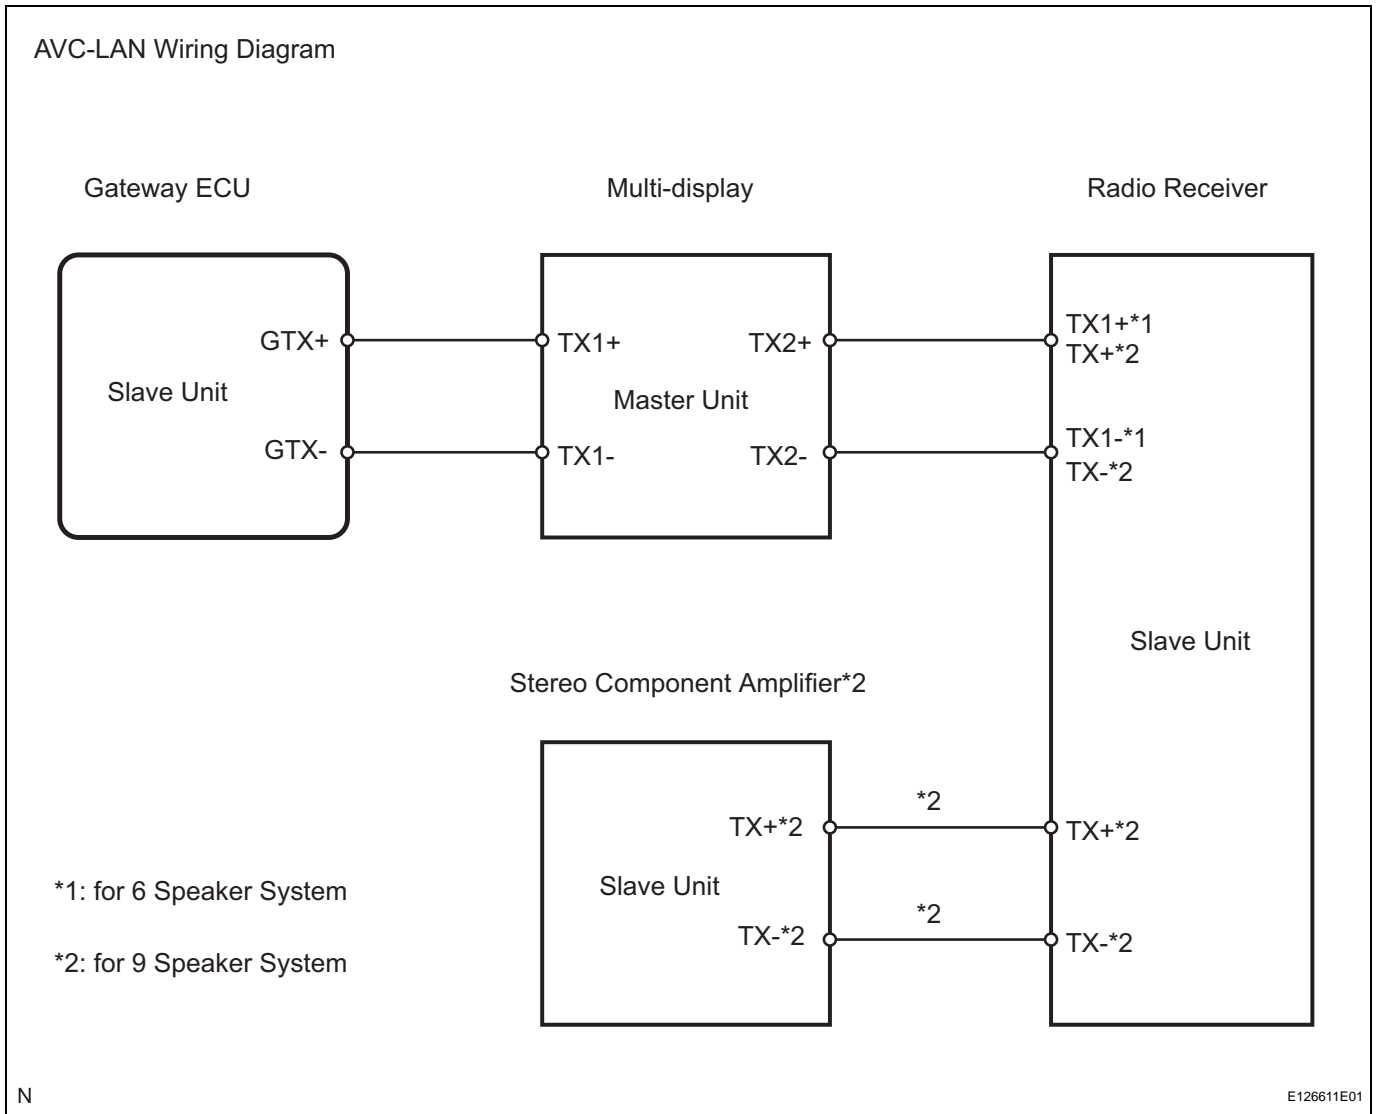 AVC-LAN Wiring Diagram
Gateway ECU
Multi-display
Radio Receiver
GTX+
Slave Unit
GTX-
TX1+
TX2+
Master Unit
TX1-
TX2-
TX1+*1
TX+*2
TX1-*1
TX-*2
Slave Unit
Stereo Component Amplifier*2
TX+*2
*2
TX+*2
Slave Unit
*2
TX-*2
TX-*2
*1: for 6 Speaker System
*2: for 9 Speaker System
N
E126611E01